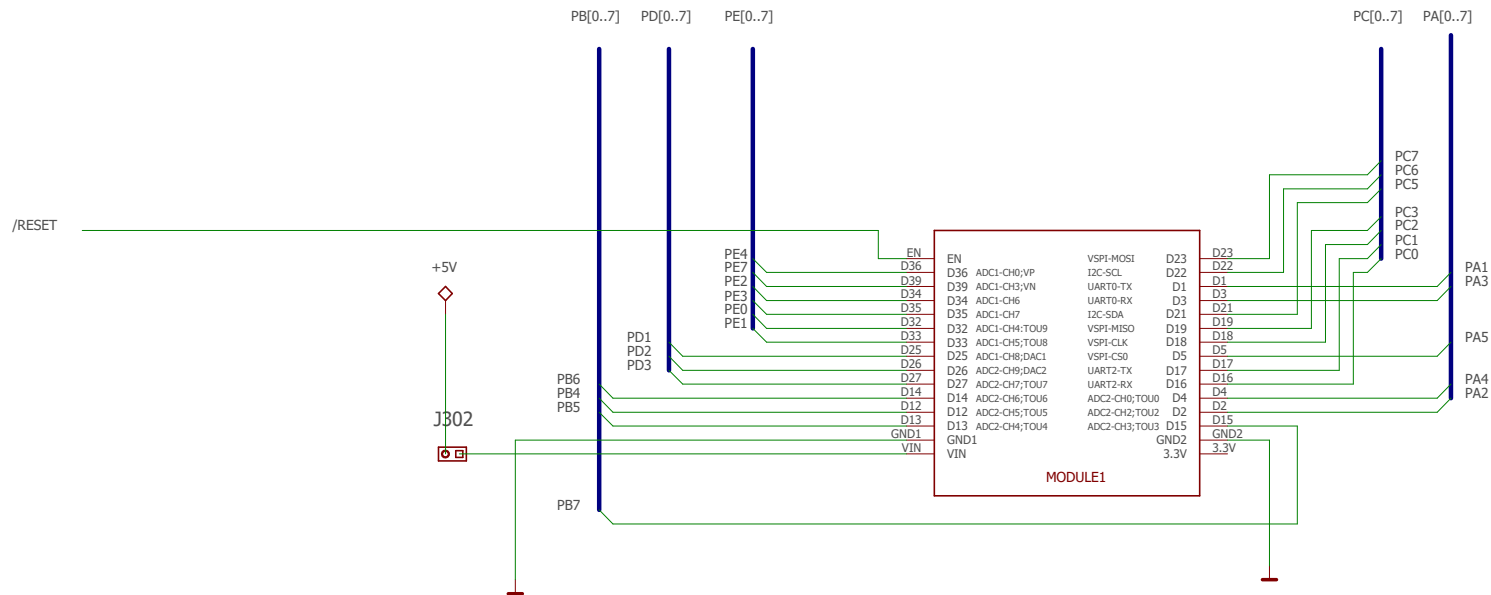 PB[0..7] PD[0..7] PE[0..7] PC[0..7] PA[0..7]
PC7
PC6
PC5
PC3
PC2
PC1
PC0
/RESET
+5V
PE4
PE7
PE2
PE3
PE0
PE1
PD1
PD2
PD3
PB6
PB4
PB5
J302
PB7
PA1
PA3
PA5
PA4
PA2
EN EN VSPI-MOSI D23 D23
D36 D36 ADC1-CH0;VP I2C-SCL D22 D22
D39 D39 ADC1-CH3;VN UART0-TX D1 D1
D34 D34 ADC1-CH6 UART0-RX D3 D3
D35 D35 ADC1-CH7 I2C-SDA D21 D21
D32 D32 ADC1-CH4:TOU9 VSPI-MISO D19 D19
D33 D33 ADC1-CH5;TOU8 VSPI-CLK D18 D18
D25 D25 ADC1-CH8;DAC1 VSPI-CS0 D5 D5
D26 D26 ADC2-CH9;DAC2 UART2-TX D17 D17
D27 D27 ADC2-CH7;TOU7 UART2-RX D16 D16
D14 D14 ADC2-CH6;TOU6 ADC2-CH0;TOU0 D4 D4
D12 D12 ADC2-CH5;TOU5 ADC2-CH2;TOU2 D2 D2
D13 D13 ADC2-CH4;TOU4 ADC2-CH3;TOU3 D15 D15
GND1 GND1 GND2 GND2
VIN VIN 3.3V 3.3V
MODULE1